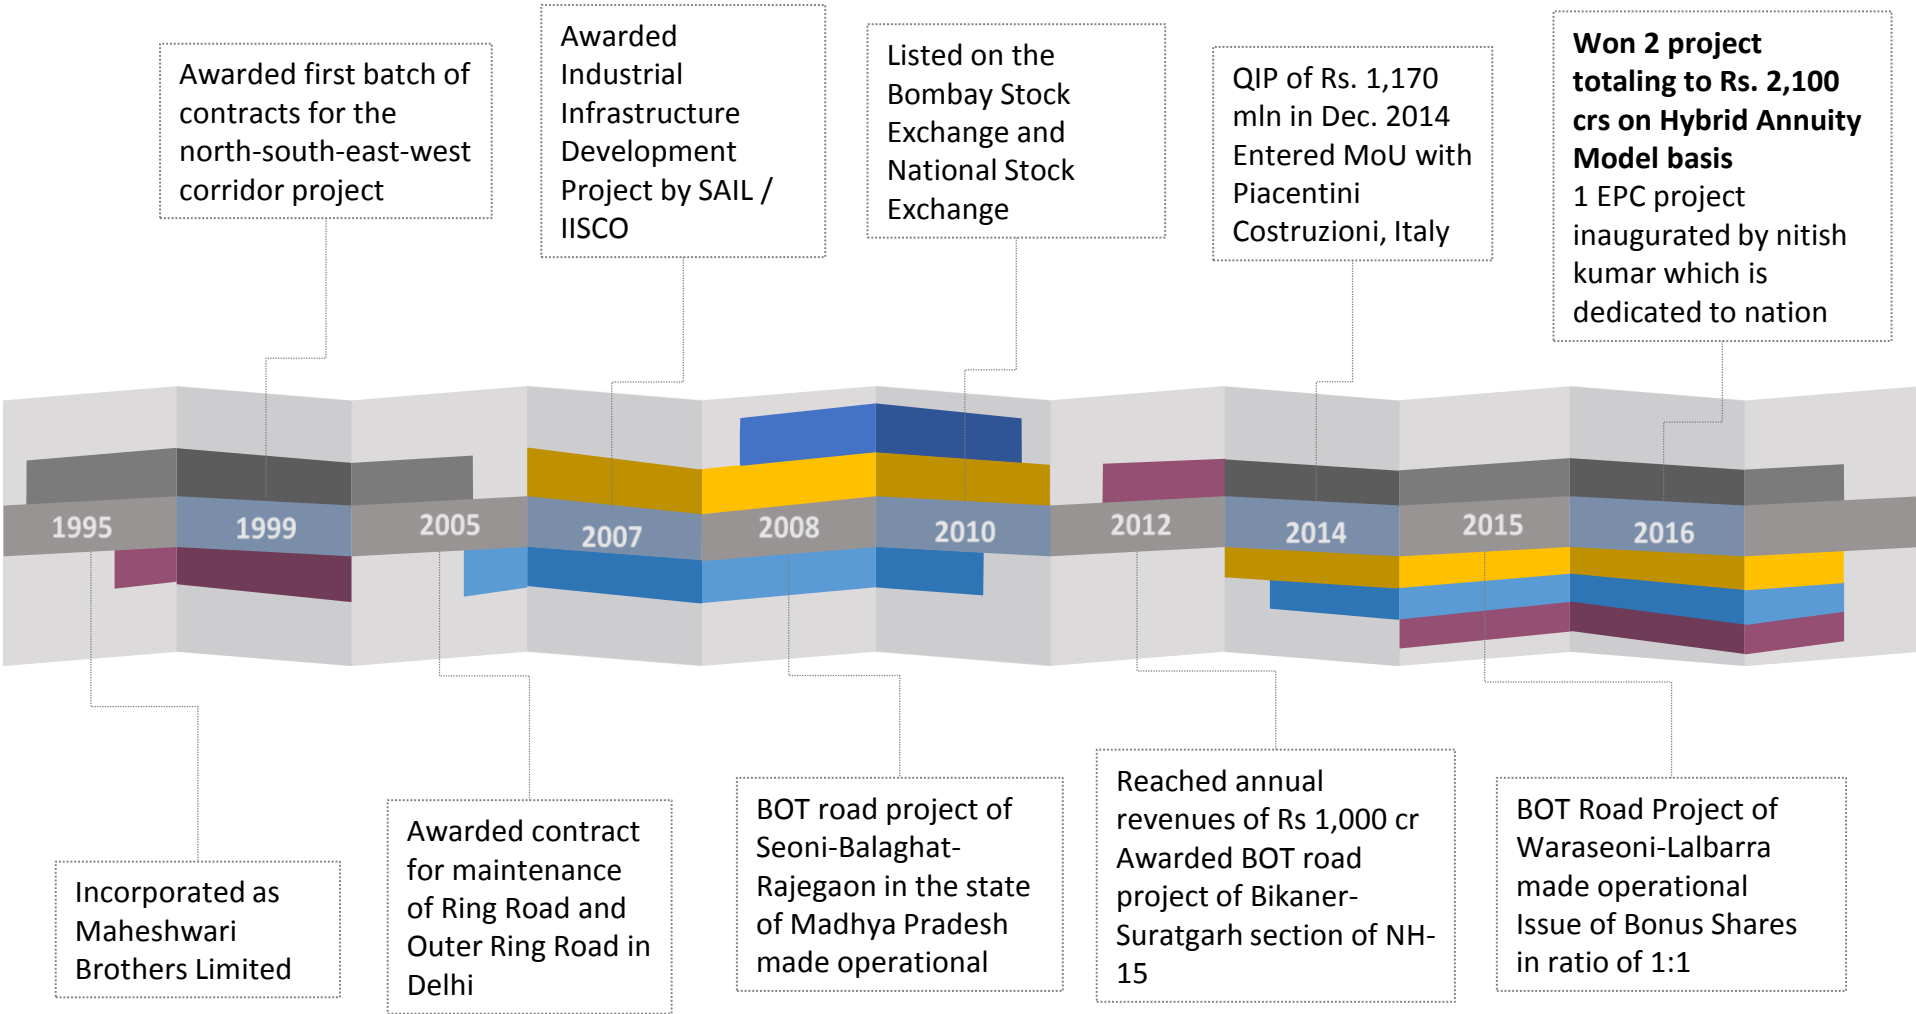 Awarded first batch of
contracts for the
north-south-east-west
corridor project
Awarded
Industrial
Infrastructure
Development
Project by SAIL /
IISCO
Listed on the
Bombay Stock
Exchange and
National Stock
Exchange
QIP of Rs. 1,170
mln in Dec. 2014
Entered MoU with
Piacentini
Costruzioni, Italy
Won 2 project
totaling to Rs. 2,100
crs on Hybrid Annuity
Model basis
1 EPC project
inaugurated by nitish
kumar which is
dedicated to nation
1995
1999
2005
2007
2008
2010
2012
2014
2015
2016
Incorporated as
Maheshwari
Brothers Limited
Awarded contract
for maintenance
of Ring Road and
Outer Ring Road in
Delhi
BOT road project of
Seoni-Balaghat-
Rajegaon in the state
of Madhya Pradesh
made operational
Reached annual
revenues of Rs 1,000 cr
Awarded BOT road
project of Bikaner-
Suratgarh section of NH-
15
BOT Road Project of
Waraseoni-Lalbarra
made operational
Issue of Bonus Shares
in ratio of 1:1